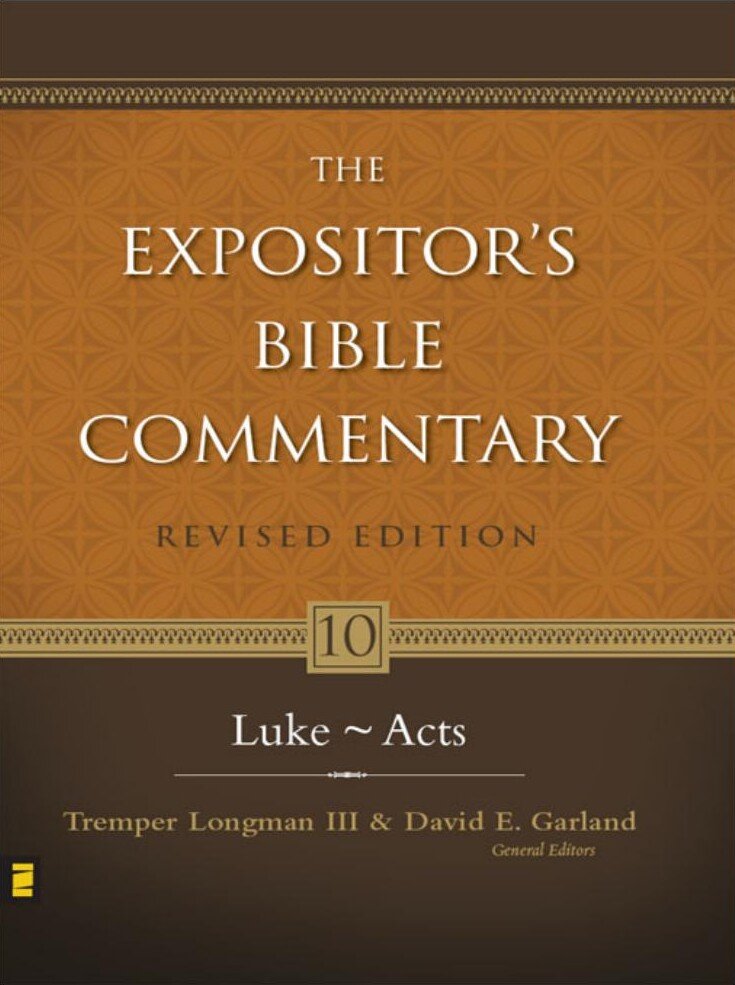 THE
EXPOSITOR'S
BIBLE
COMMENTARY
REVISED EDITION
10
Luke ~ Acts
Tremper Longman III & David E. Garland
General Editors